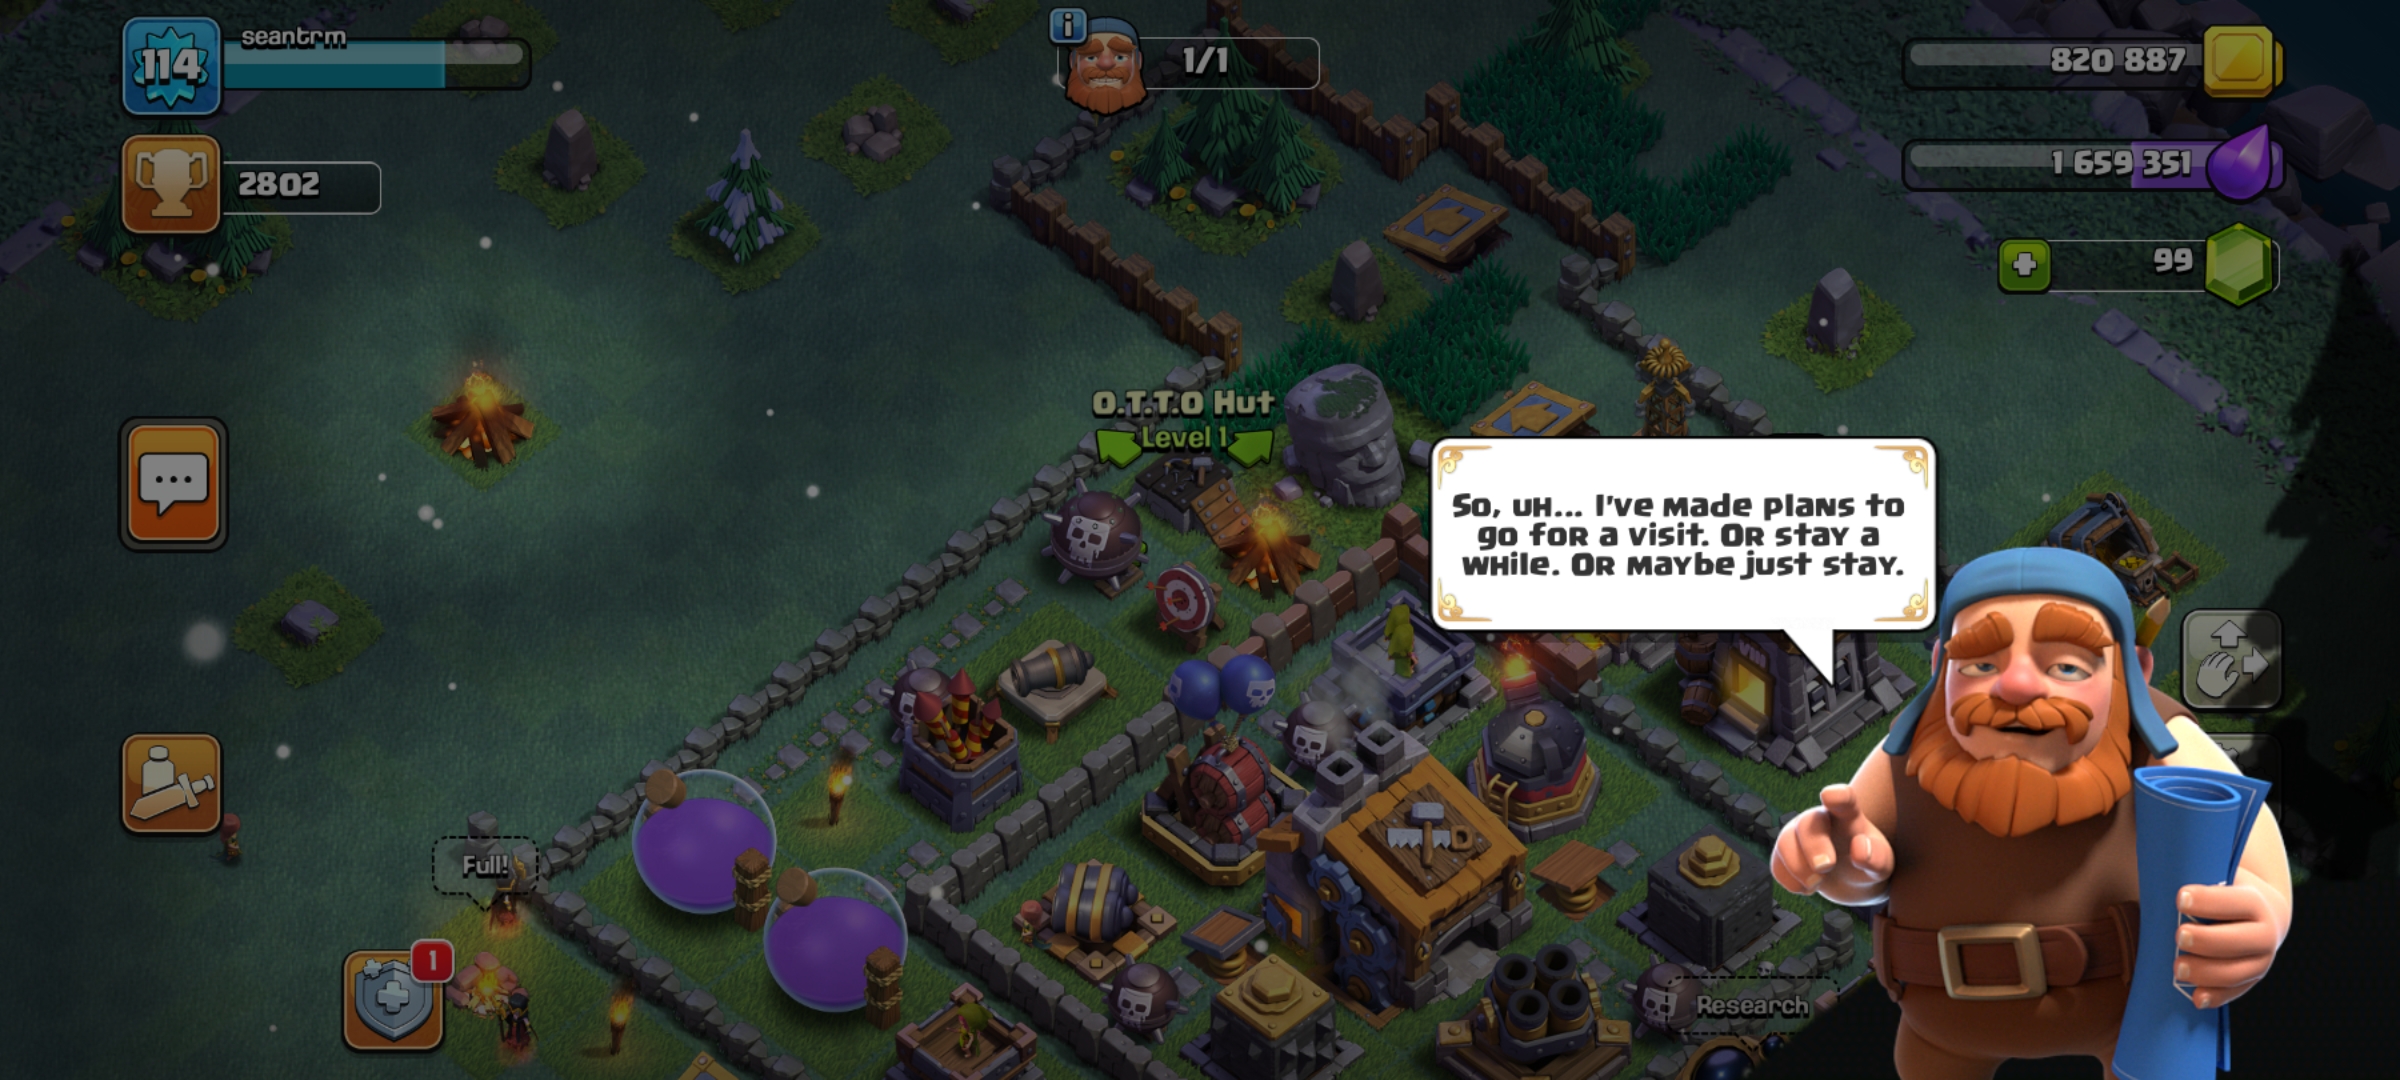 114
seantrm
1/1
820 887
2802
1 659 351
99
O.T.T.O Hut
Level 1
So, uh... I've made plans to
go for a visit. Or stay a
while. Or maybe just stay.
VIII
Full!
1
Research